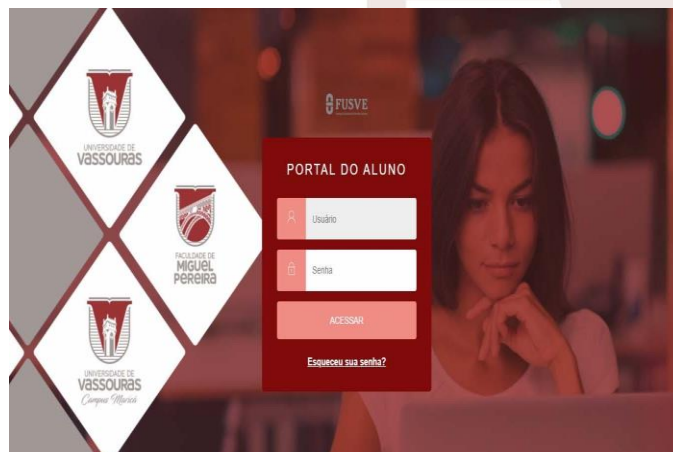 UNIVERSIDADE DE
VASSOURAS
FACULDADE DE
MIGUEL
PEREIRA
UNIVERSIDADE DE
VASSOURAS
Campus Maricá
FUSVE
PORTAL DO ALUNO
Usuário
Senha
ACESSAR
Esqueceu sua senha?